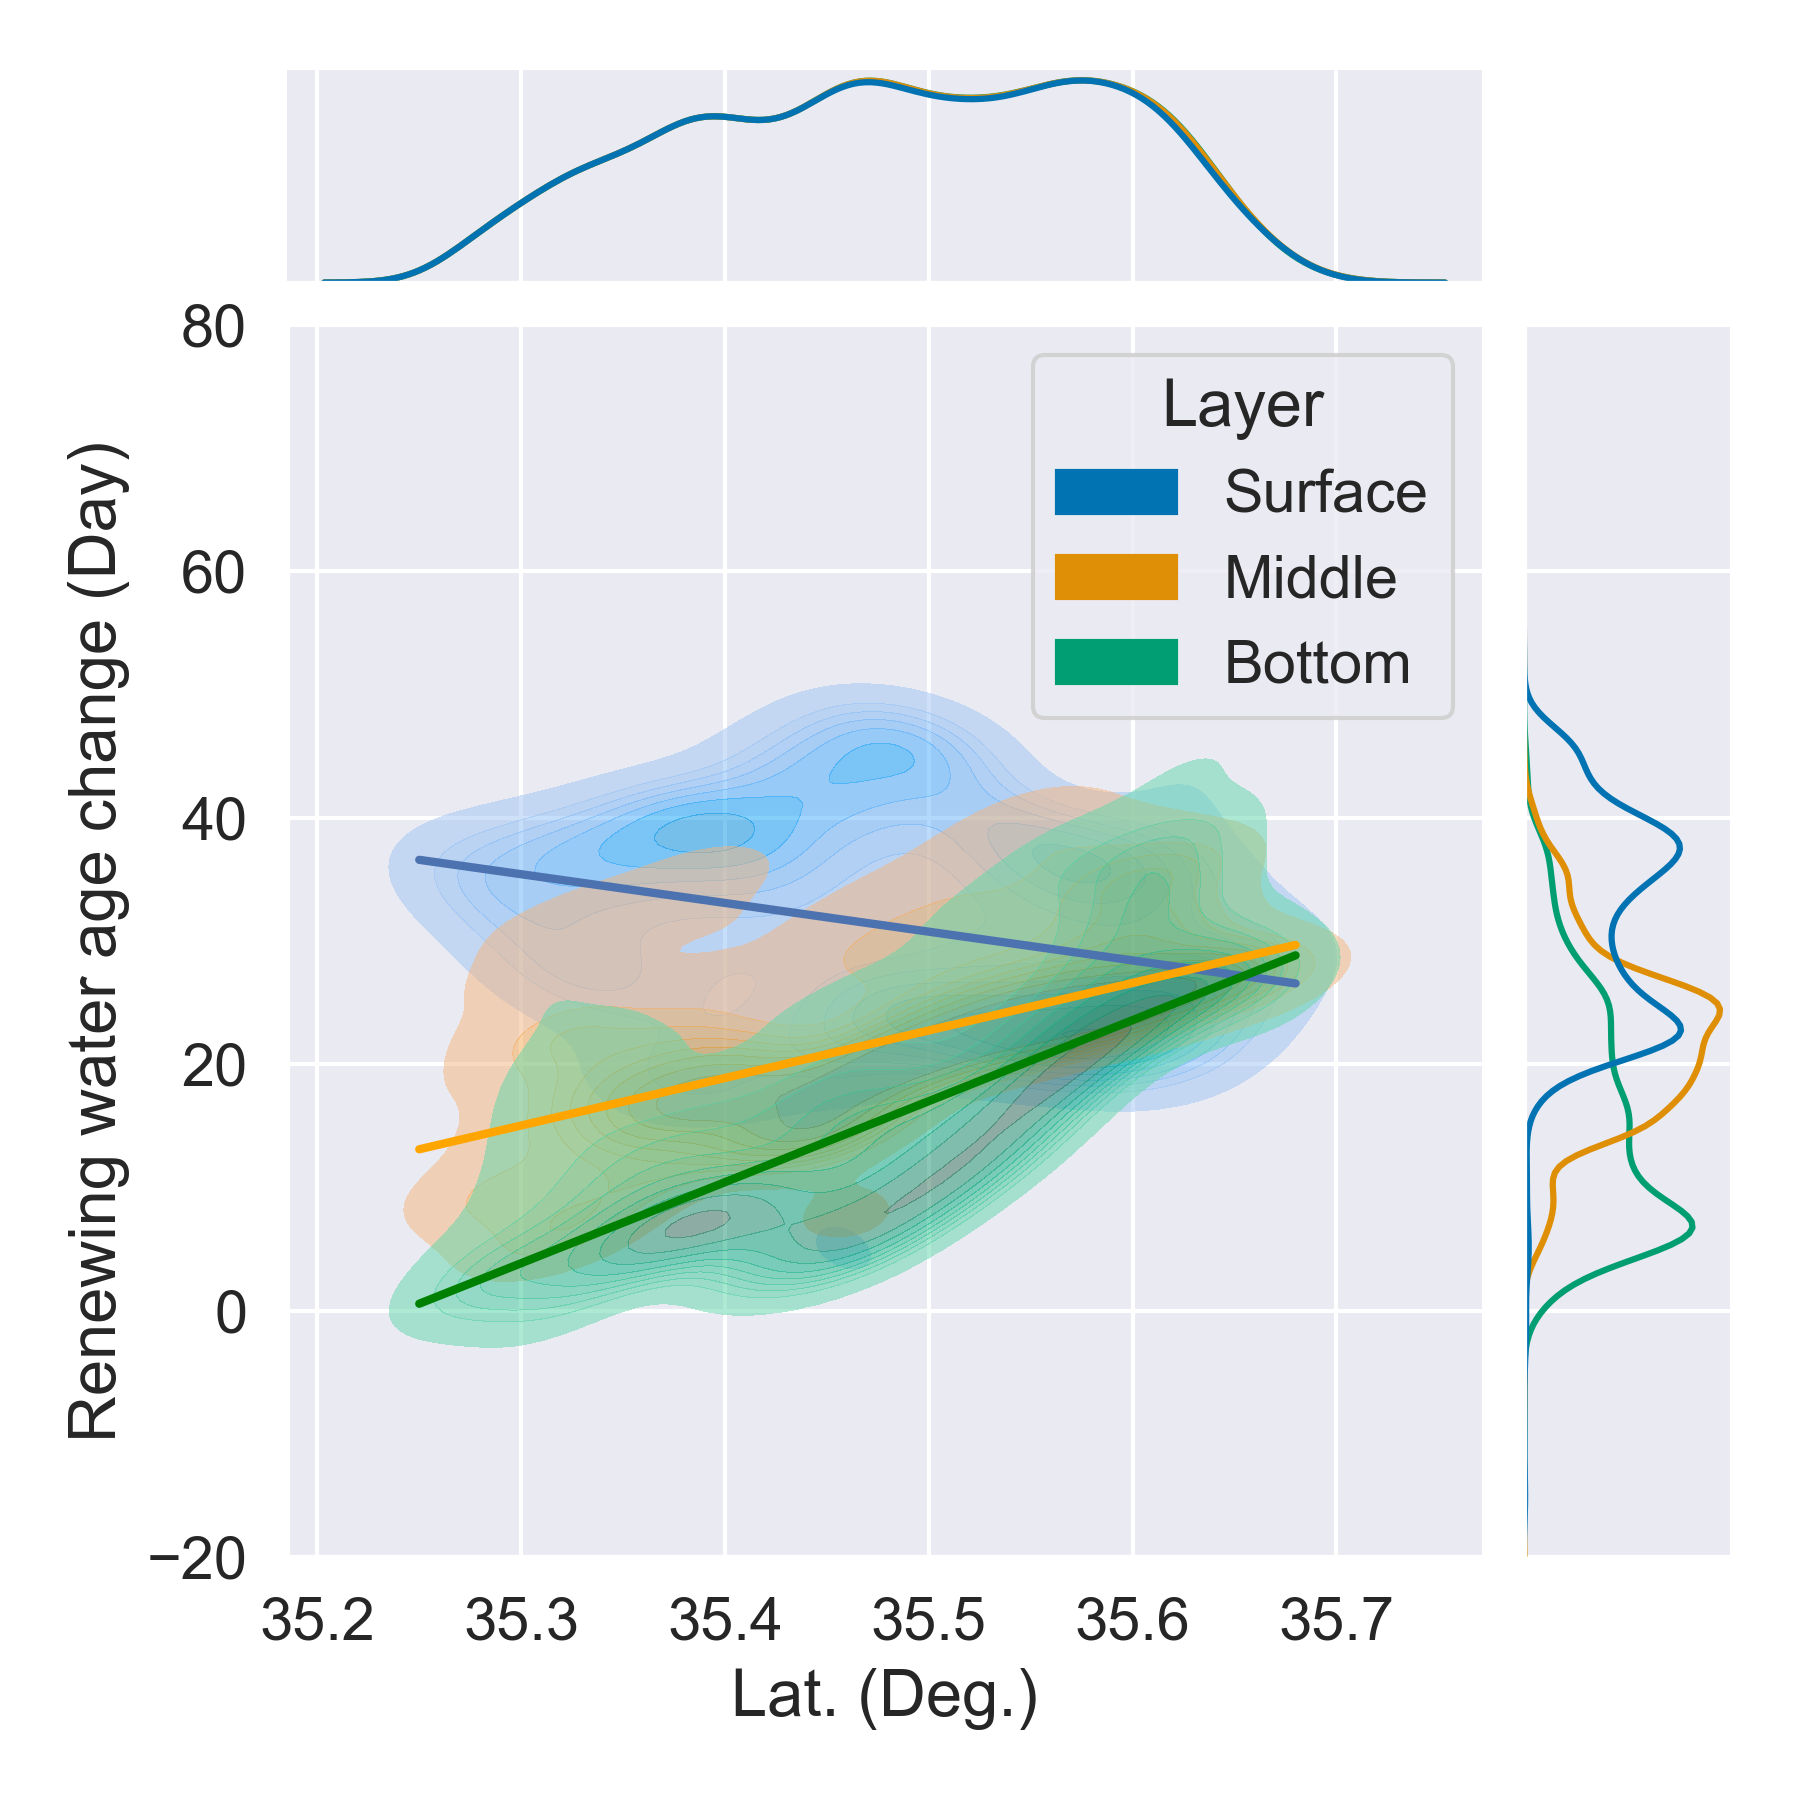 80
60
40
20
0
−20
Renewing water age change (Day)
Layer
Surface
Middle
Bottom
35.2 35.3 35.4 35.5 35.6 35.7
Lat. (Deg.)